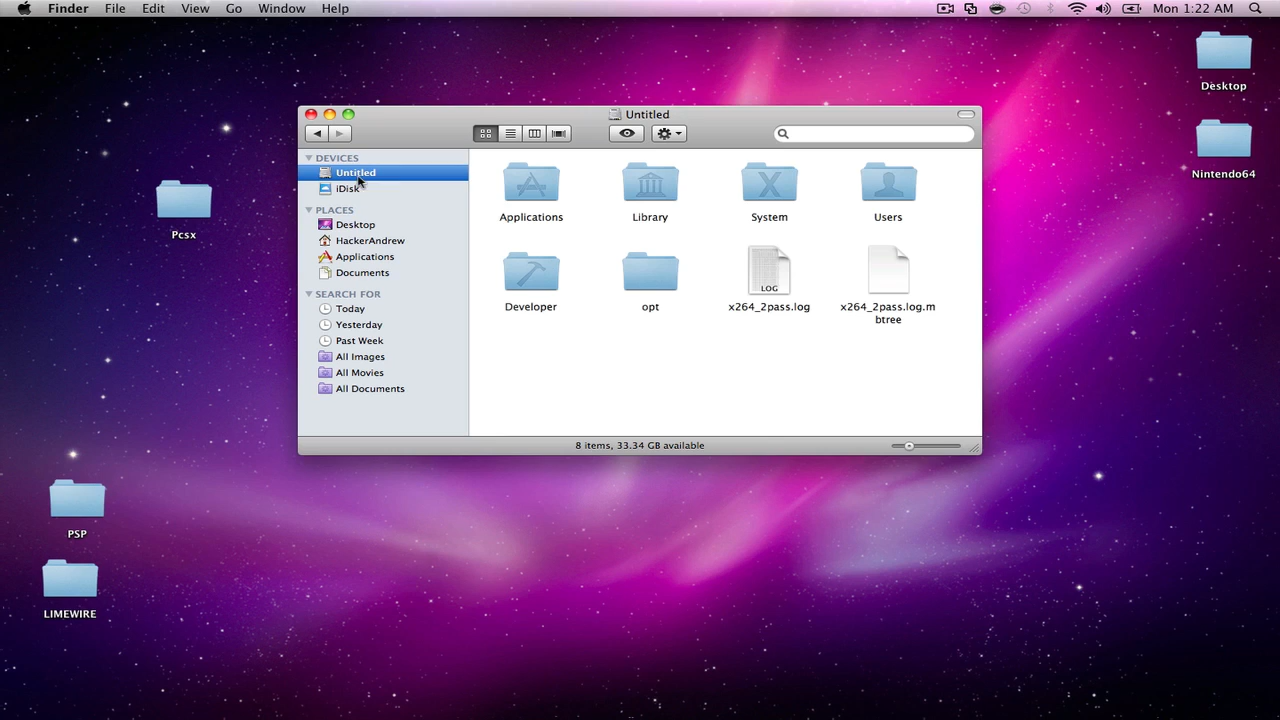 Finder File Edit View Go Window Help Mon 1:22 AM
Desktop
Nintendo64
Pcsx
PSP
LIMEWIRE
Untitled
DEVICES
Untitled
iDisk
PLACES
Desktop
HackerAndrew
Applications
Documents
SEARCH FOR
Today
Yesterday
Past Week
All Images
All Movies
All Documents
Applications Library System Users
X
LOG
Developer opt x264_2pass.log x264_2pass.log.m
btree
8 items, 33.34 GB available